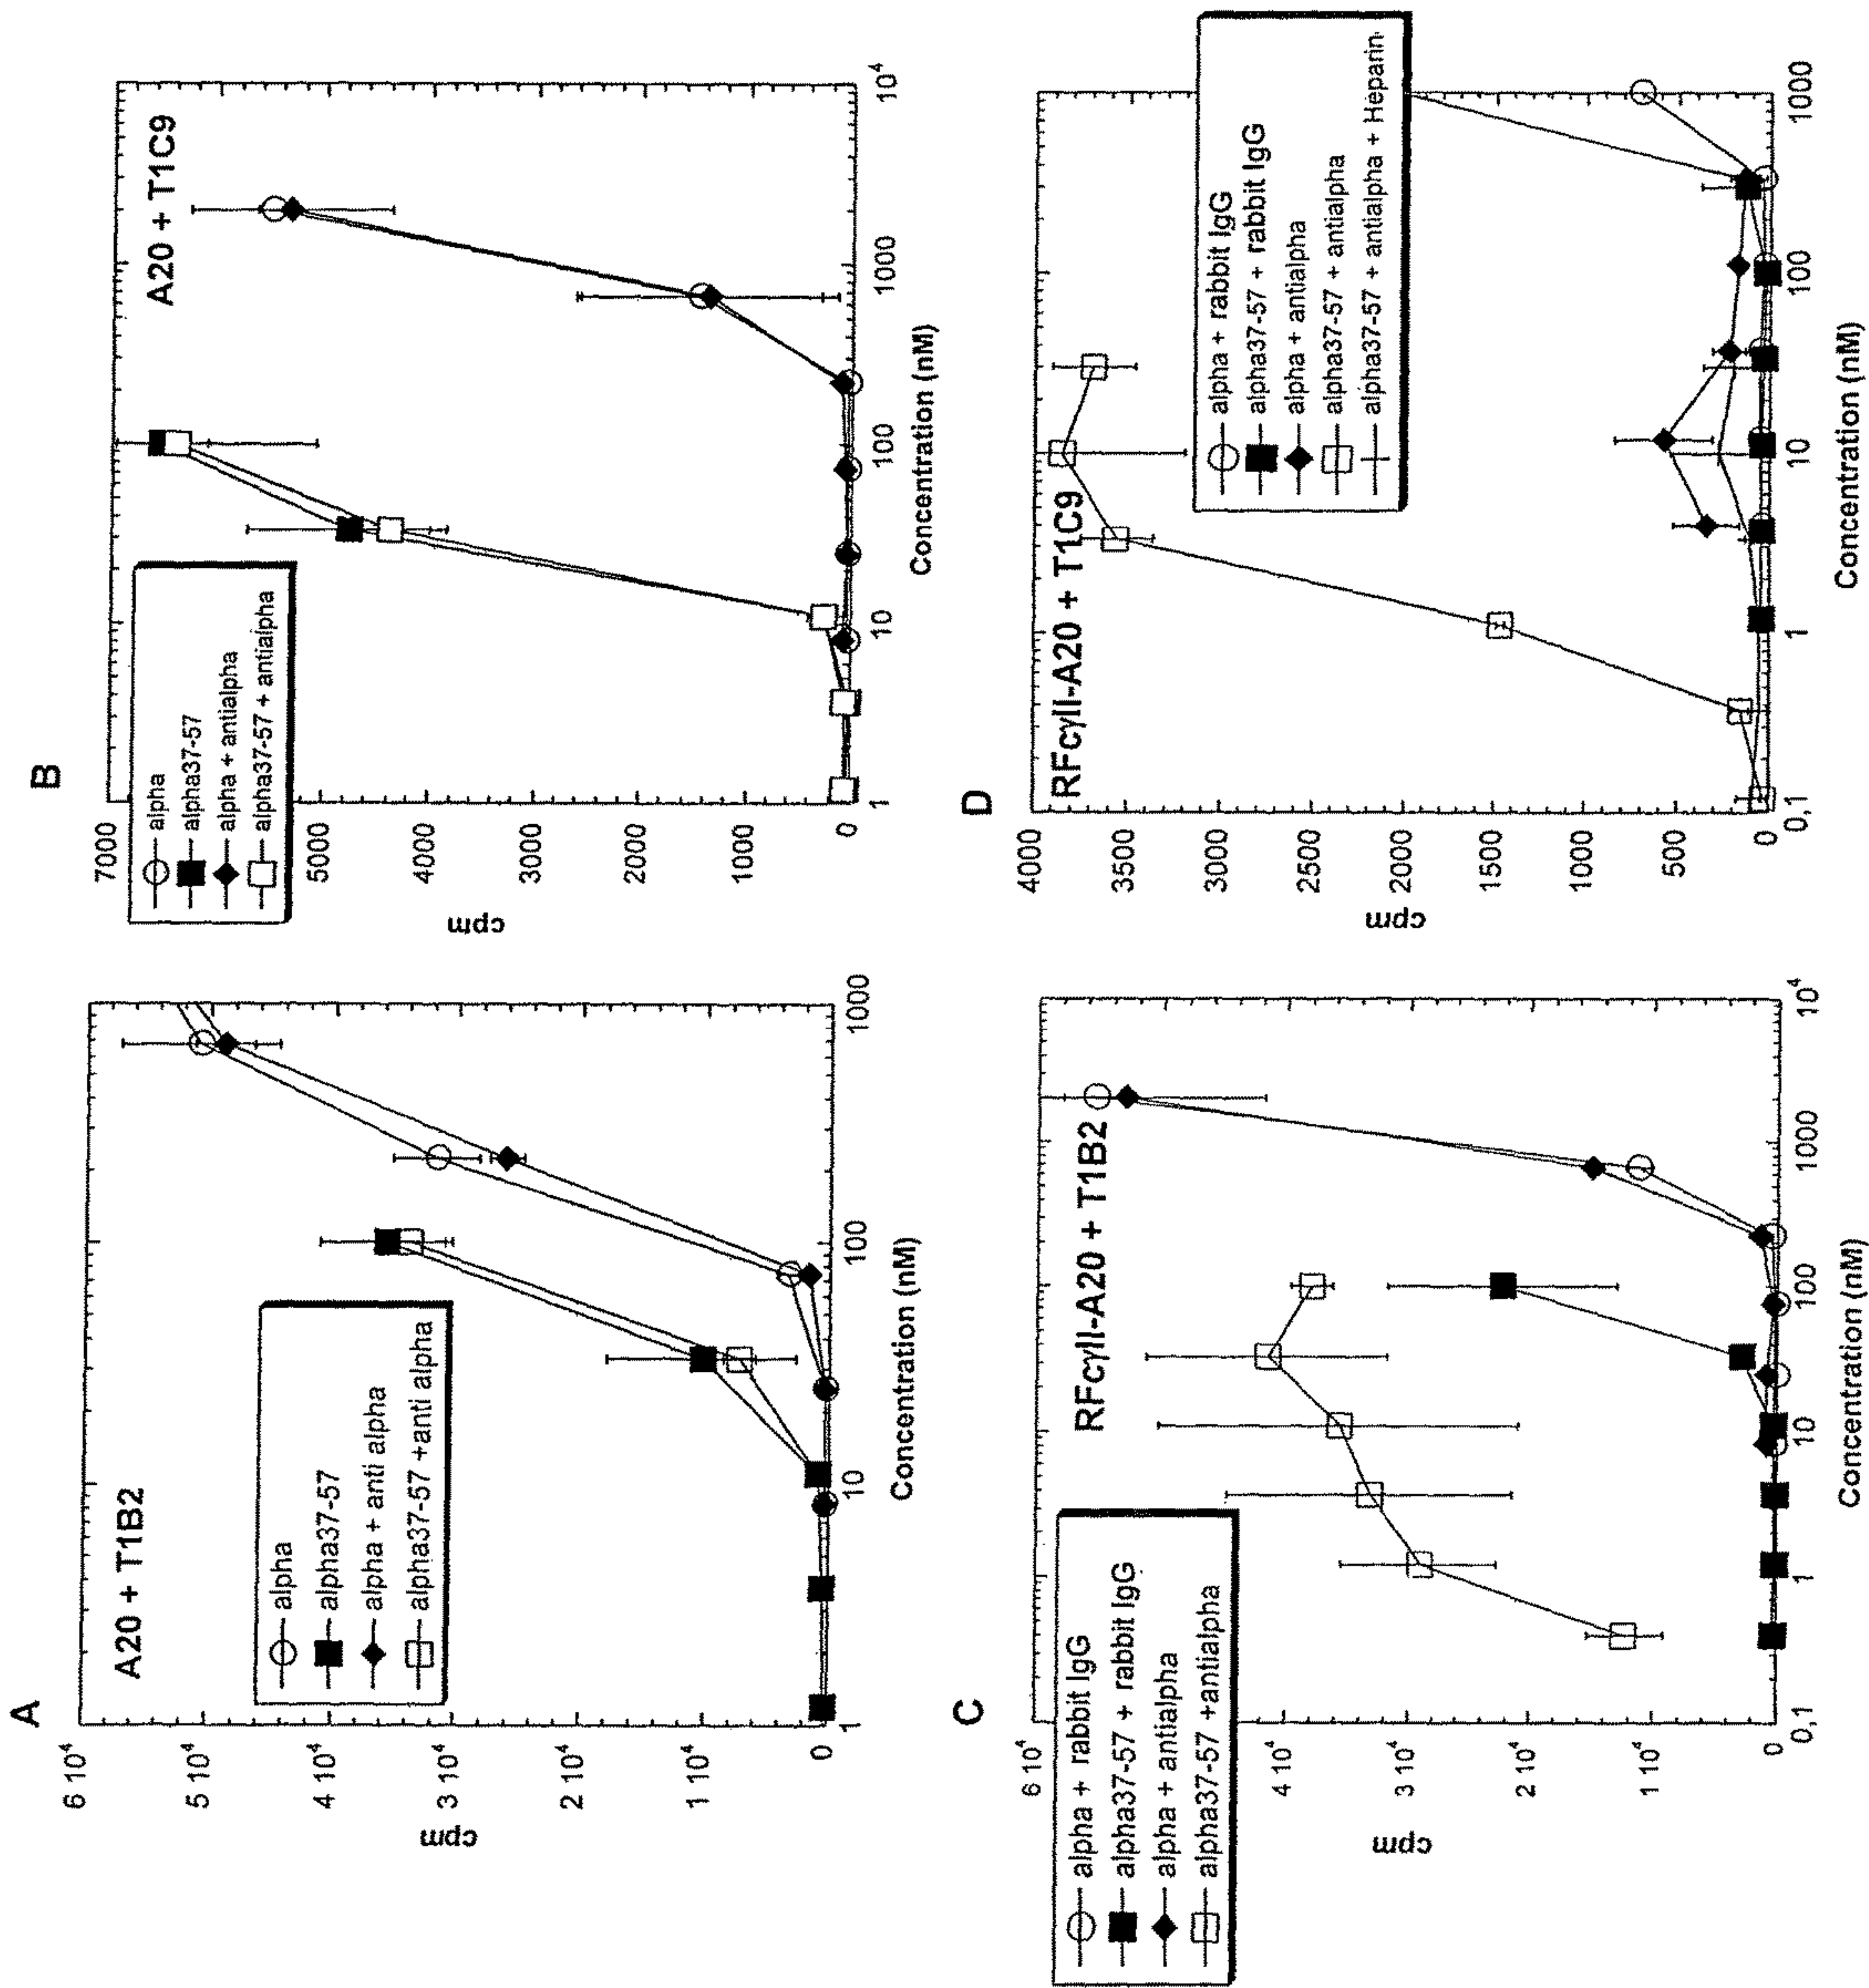 A
A20 + T1B2
alpha
alpha37-57
alpha + anti alpha
alpha37-57 +anti alpha
6 10⁴
5 10⁴
4 10⁴
3 10⁴
2 10⁴
1 10⁴
0
cpm
1
10
100
1000
Concentration (nM)
B
A20 + T1C9
alpha
alpha37-57
alpha + antialpha
alpha37-57 + antialpha
7000
5000
4000
3000
2000
1000
0
cpm
1
10
100
1000
10⁴
Concentration (nM)
C
RFcγII-A20 + T1B2
alpha + rabbit IgG
alpha37-57 + rabbit IgG
alpha + antialpha
alpha37-57 +antialpha
6 10⁴
4 10⁴
3 10⁴
2 10⁴
1 10⁴
0
cpm
0,1
1
10
100
1000
10⁴
Concentration (nM)
D
RFcγII-A20 + T1C9
alpha + rabbit IgG
alpha37-57 + rabbit IgG
alpha + antialpha
alpha37-57 + antialpha
alpha37-57 + antialpha + Heparin
4000
3500
3000
2500
2000
1500
1000
500
0
cpm
0,1
1
10
100
1000
Concentration (nM)